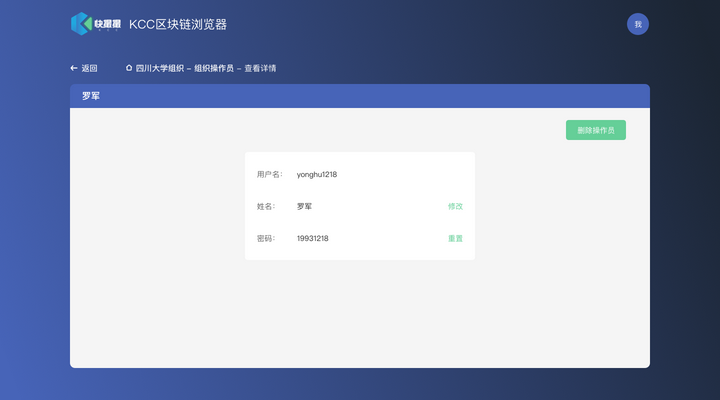 快墨墨 KCC区块链浏览器 我
返回 四川大学组织 – 组织操作员 – 查看详情
罗军
删除操作员
用户名: yonghu1218
姓名: 罗军 修改
密码: 19931218 重置